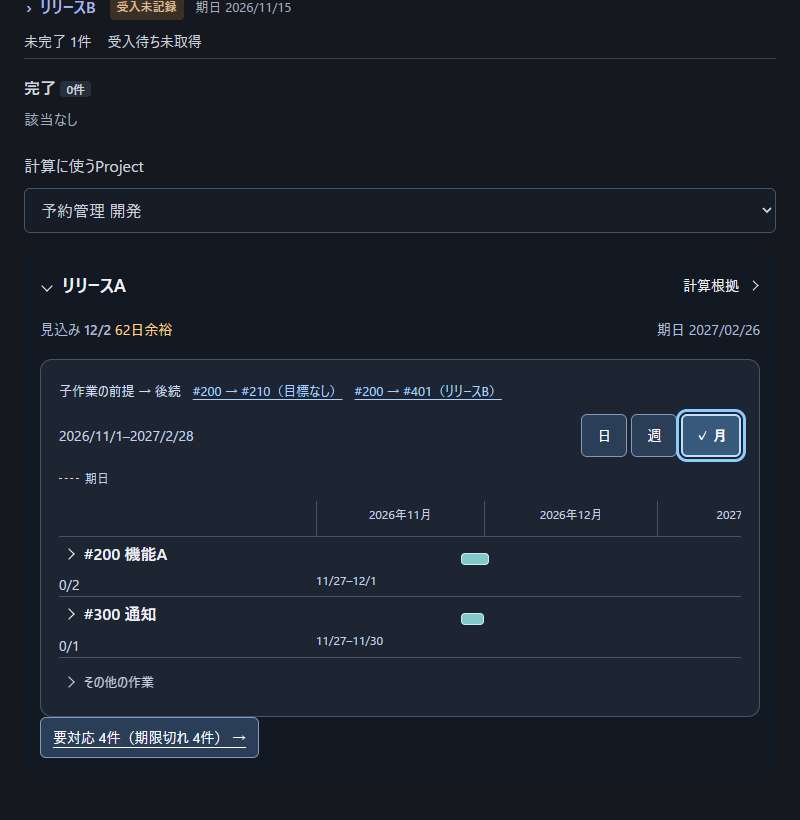 › リリースB 受入未記録 期日 2026/11/15
未完了 1件 受入待ち未取得
完了 0件
該当なし
計算に使うProject
予約管理 開発
リリースA 計算根拠
見込み 12/2 62日余裕 期日 2027/02/26
子作業の前提 → 後続 #200 → #210（目標なし） #200 → #401（リリースB）
2026/11/1–2027/2/28 日 週 ✓ 月
---- 期日
2026年11月 2026年12月 2027
#200 機能A
0/2 11/27–12/1
#300 通知
0/1 11/27–11/30
その他の作業
要対応 4件（期限切れ 4件） →